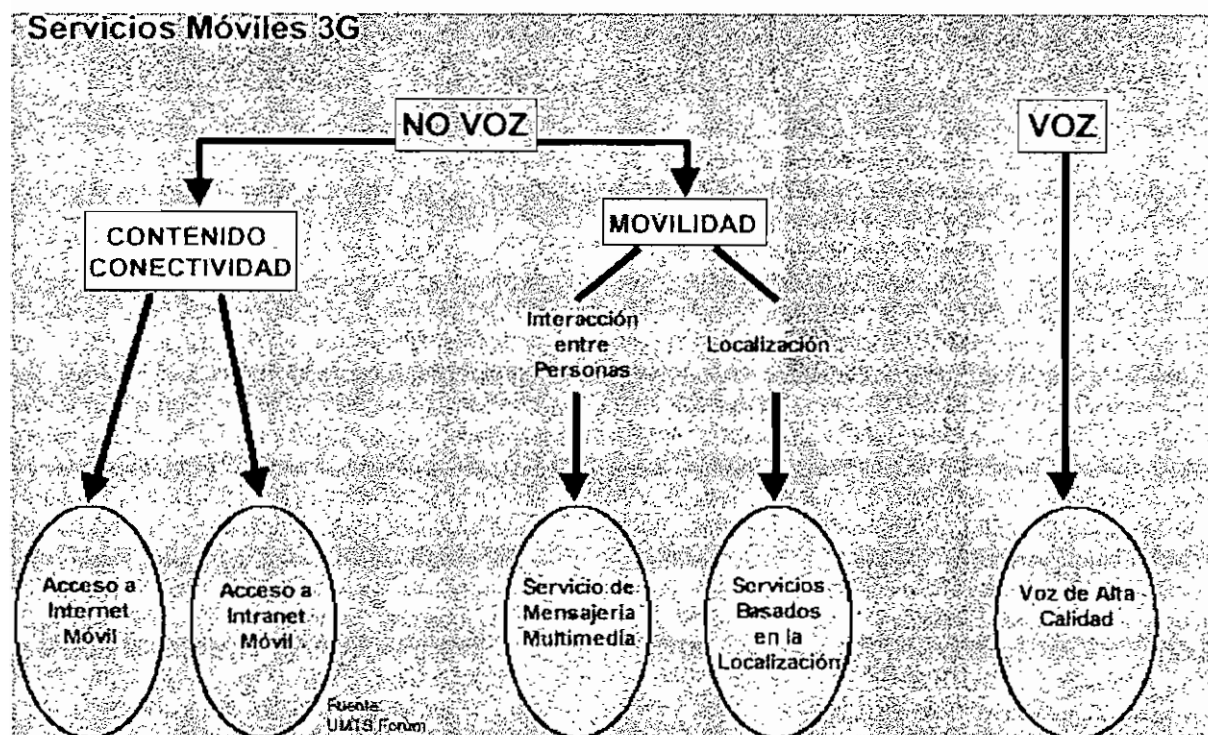 Servicios Móviles 3G
NO VOZ
VOZ
CONTENIDO
CONECTIVIDAD
MOVILIDAD
Interacción
entre
Personas
Localización
Acceso a
Internet
Móvil
Acceso a
Intranet
Móvil
Servicio de
Mensajería
Multimedia
Servicios
Basados
en la
Localización
Voz de Alta
Calidad
Fuente:
UMTS Forum